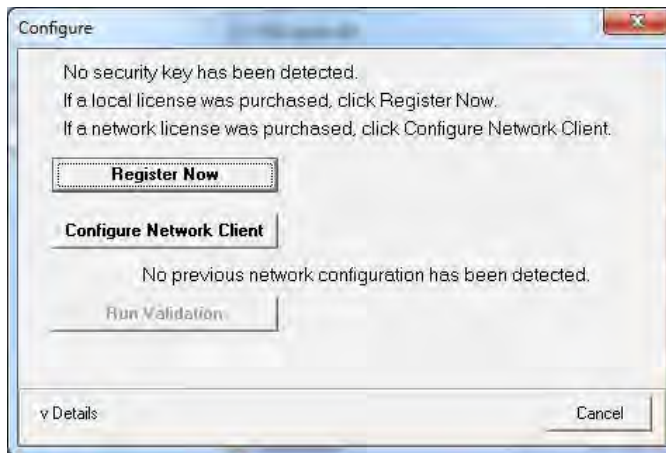 Configure
No security key has been detected.
If a local license was purchased, click Register Now.
If a network license was purchased, click Configure Network Client.
Register Now
Configure Network Client
No previous network configuration has been detected.
Run Validation
v Details
Cancel